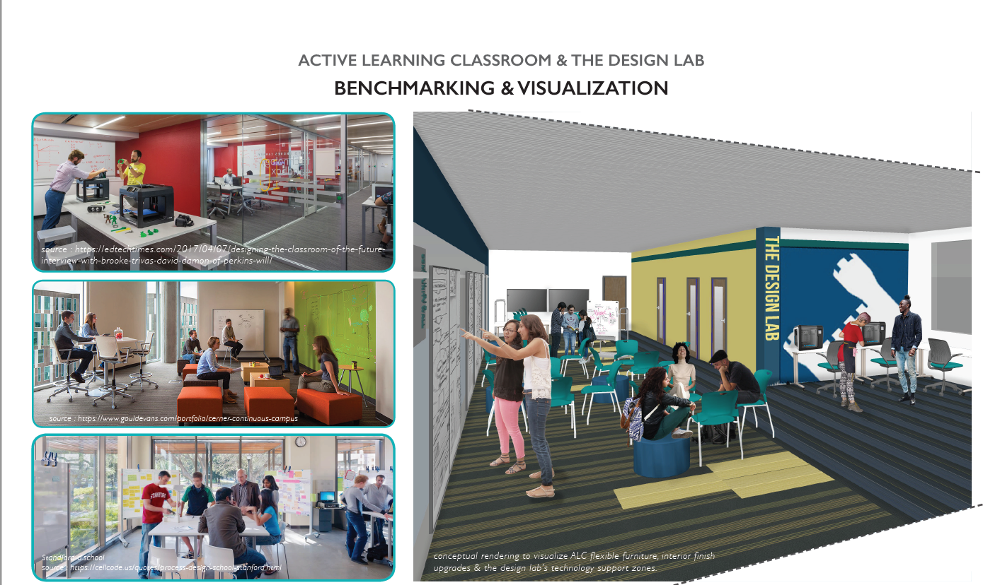 ACTIVE LEARNING CLASSROOM & THE DESIGN LAB
BENCHMARKING & VISUALIZATION
source : https://edtechtimes.com/2017/04/07/designing-the-classroom-of-the-future-
interview-with-brooke-trivas-david-damon-of-perkins-will/
source : https://www.gouldevans.com/portfolio/cerner-continuous-campus
STANFORD
Standford d.school
source : https://cellcode.us/quotes/process-design-school-stanford.html
THE DESIGN LAB
conceptual rendering to visualize ALC flexible furniture, interior finish
upgrades & the design lab's technology support zones.